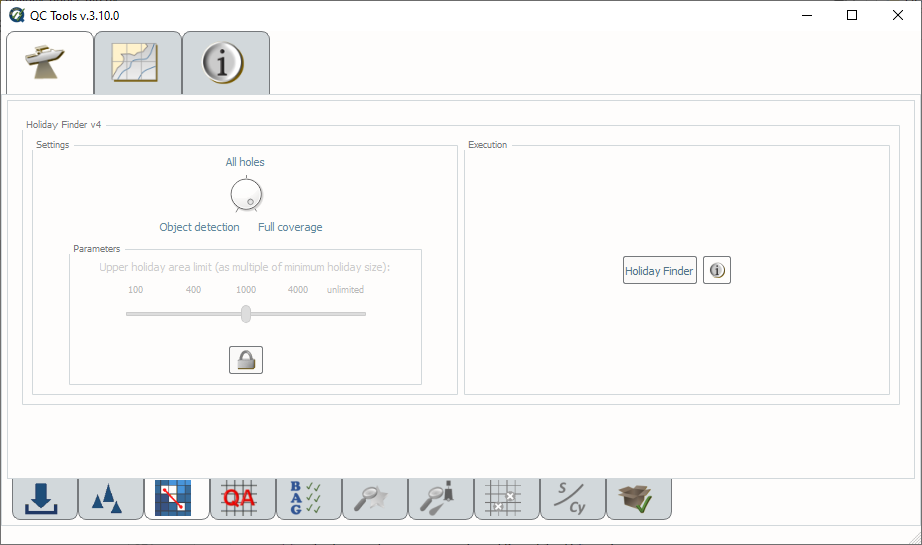 QC Tools v.3.10.0
Holiday Finder v4
Settings
Execution
All holes
Object detection
Full coverage
Parameters
Upper holiday area limit (as multiple of minimum holiday size):
100 400 1000 4000 unlimited
Holiday Finder
i
i
QA
B
A
G
S/Cy